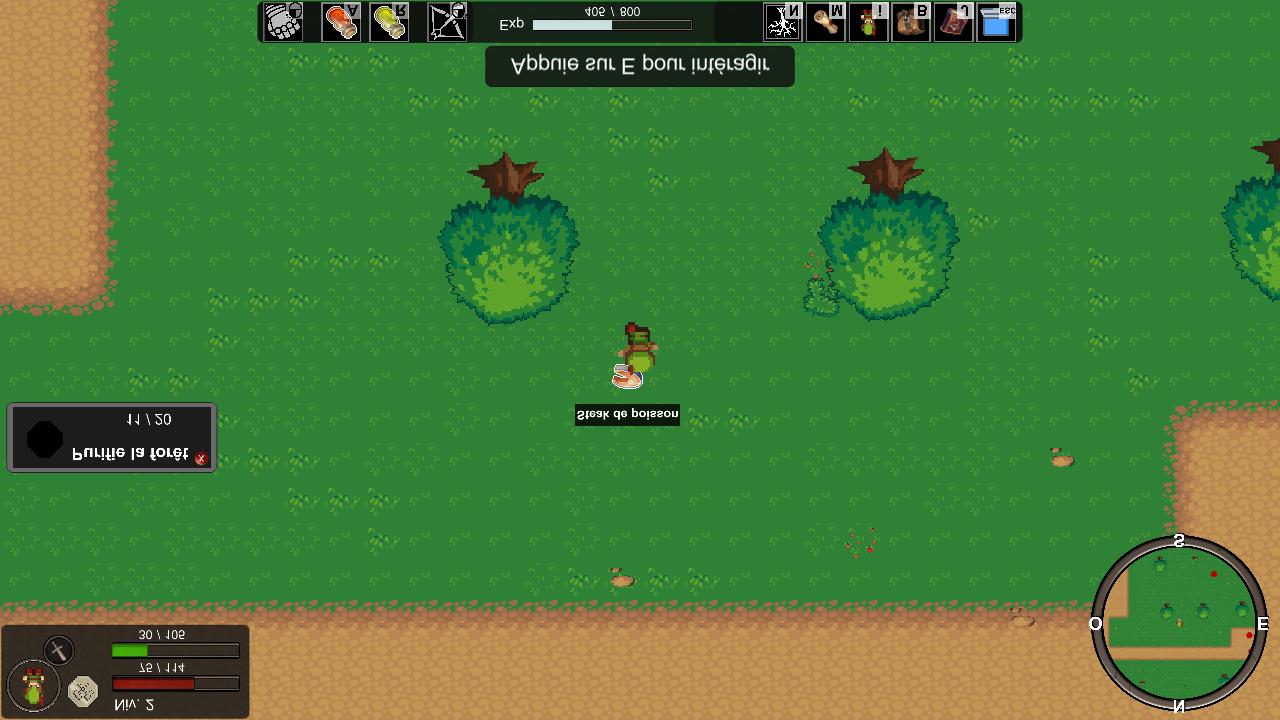 Niv. 2
75 / 114
30 / 105
N
O
E
S
Purifie la forêt
x
11 / 20
Steak de poisson
Appuie sur E pour intéragir
A
R
Exp
405 / 800
N
M
I
B
J
ESC